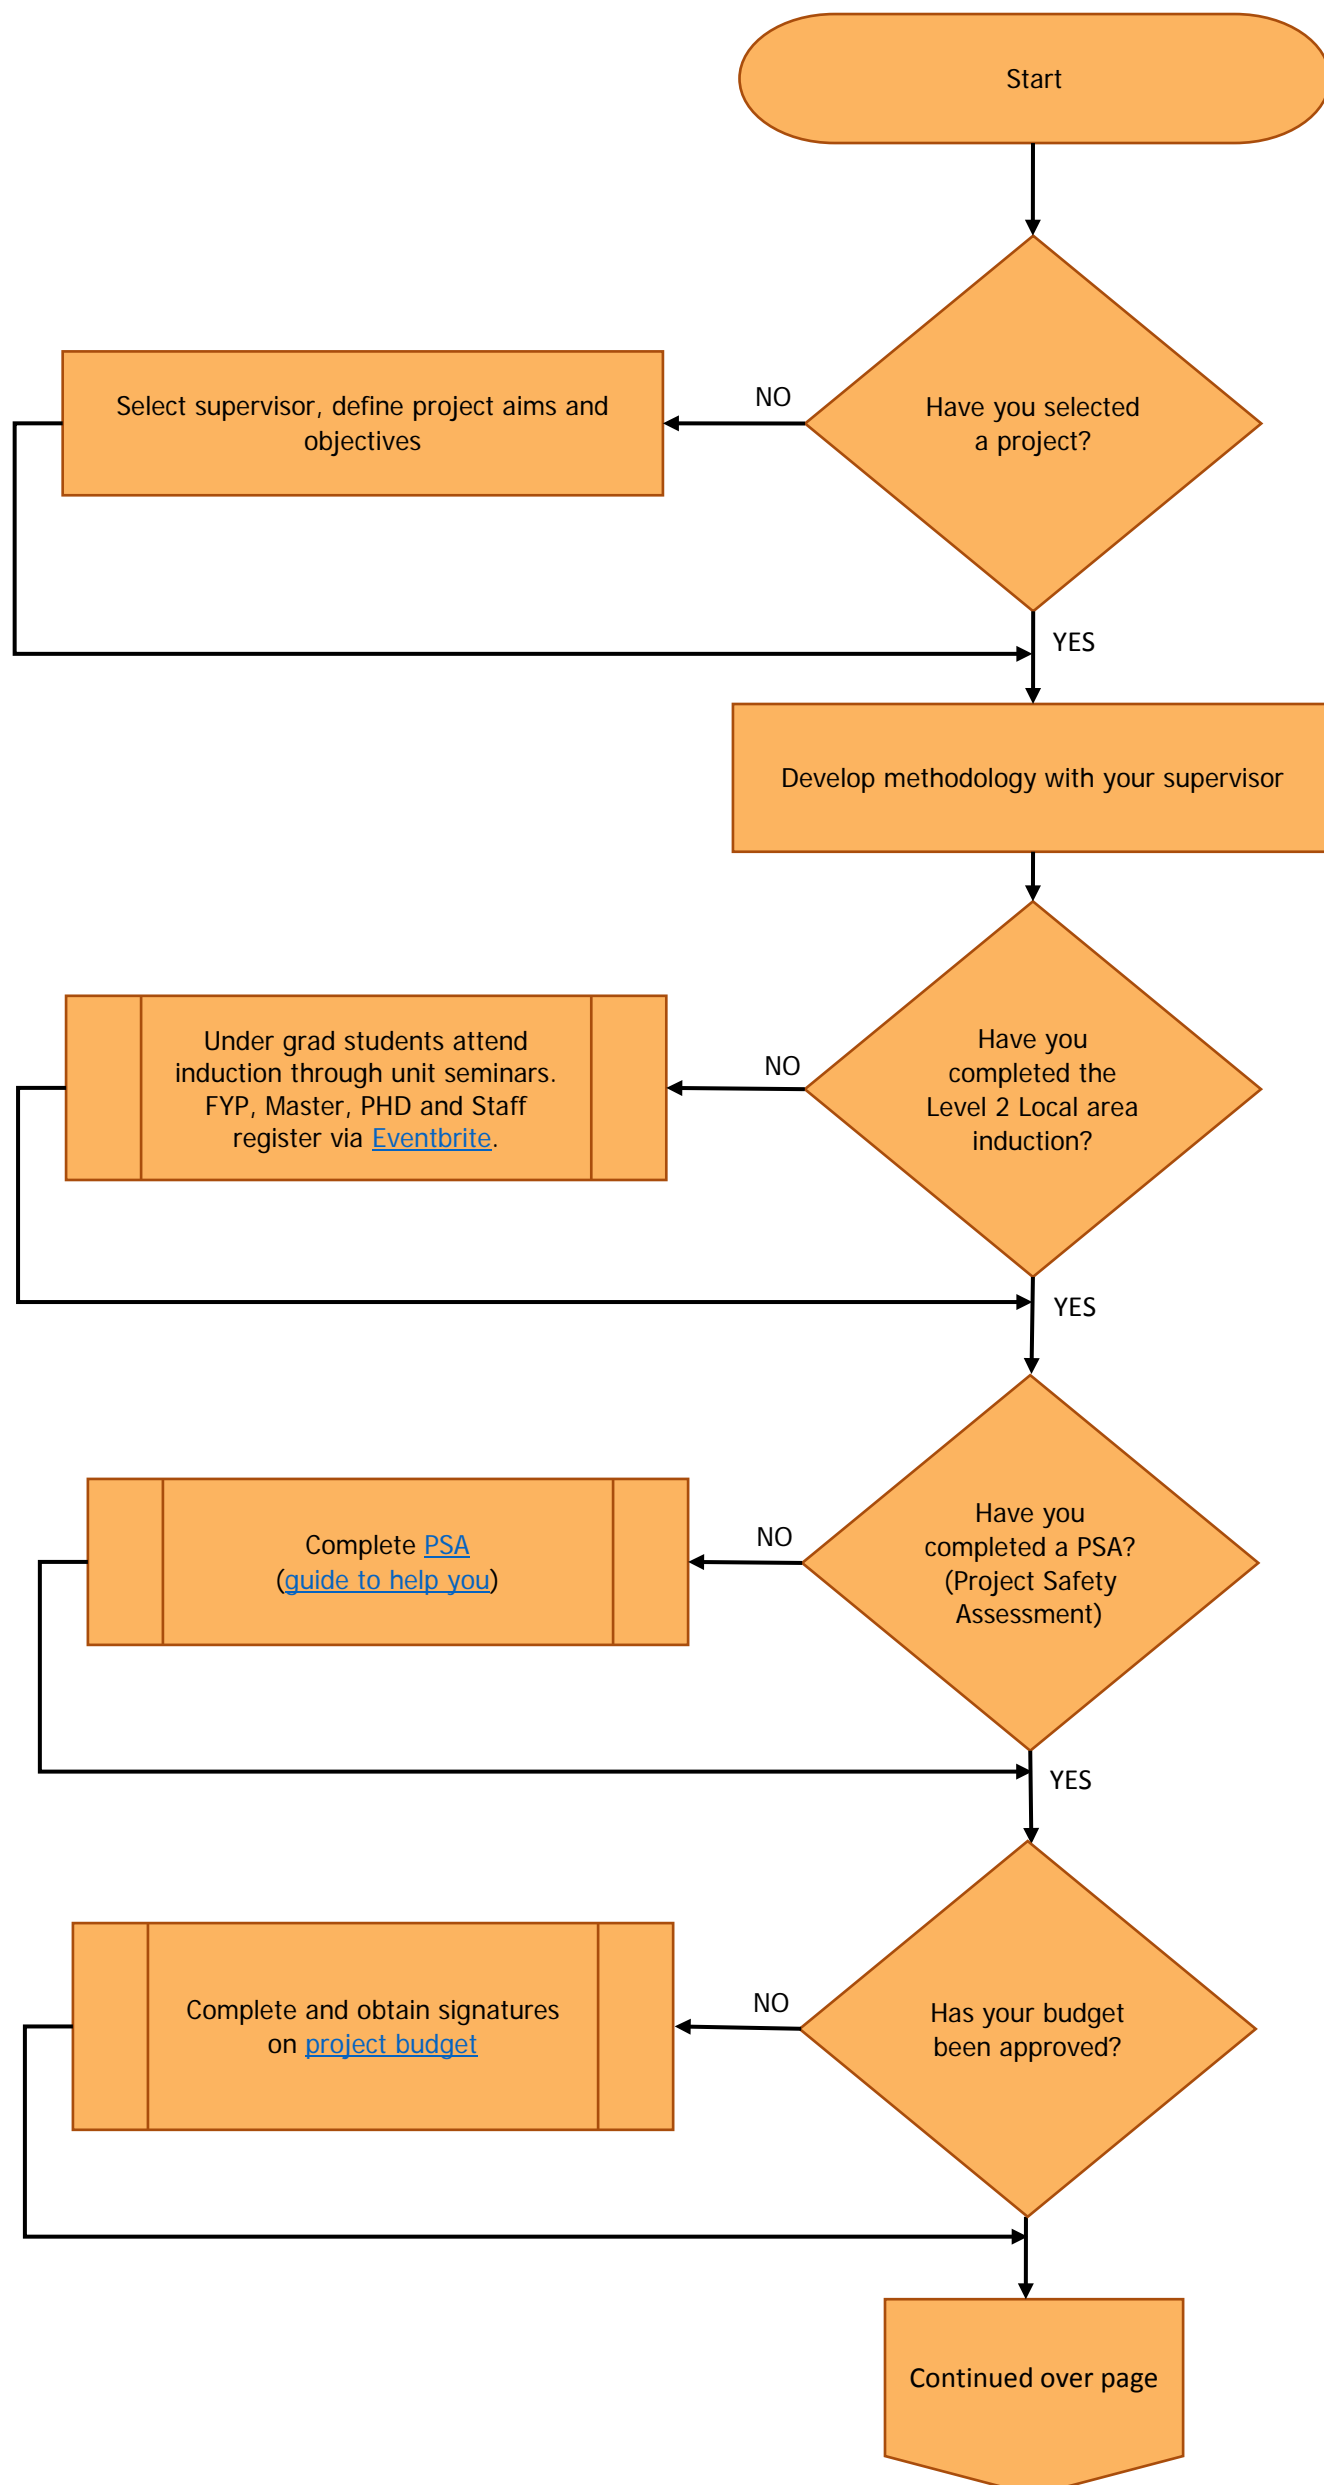 Start
Have you selected
a project?
NO
Select supervisor, define project aims and
objectives
YES
Develop methodology with your supervisor
Have you
completed the
Level 2 Local area
induction?
NO
Under grad students attend
induction through unit seminars.
FYP, Master, PHD and Staff
register via Eventbrite.
YES
Have you
completed a PSA?
(Project Safety
Assessment)
NO
Complete PSA
(guide to help you)
YES
Has your budget
been approved?
NO
Complete and obtain signatures
on project budget
Continued over page